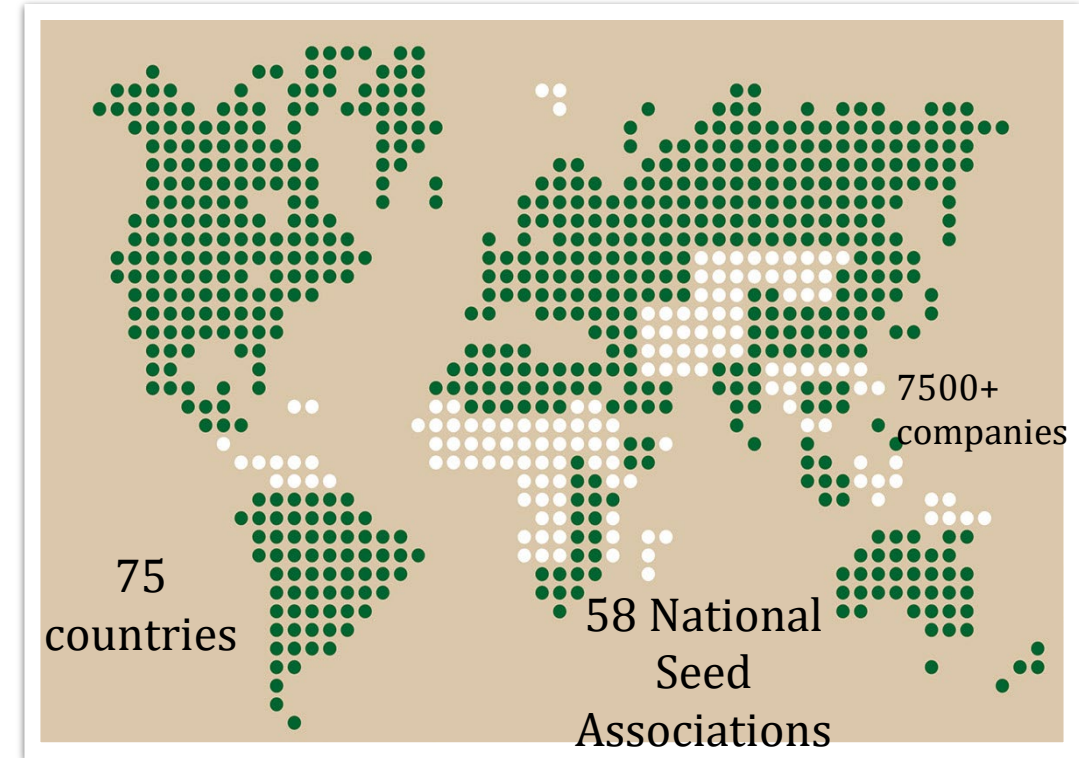 7500+
companies
75
countries
58 National
Seed
Associations